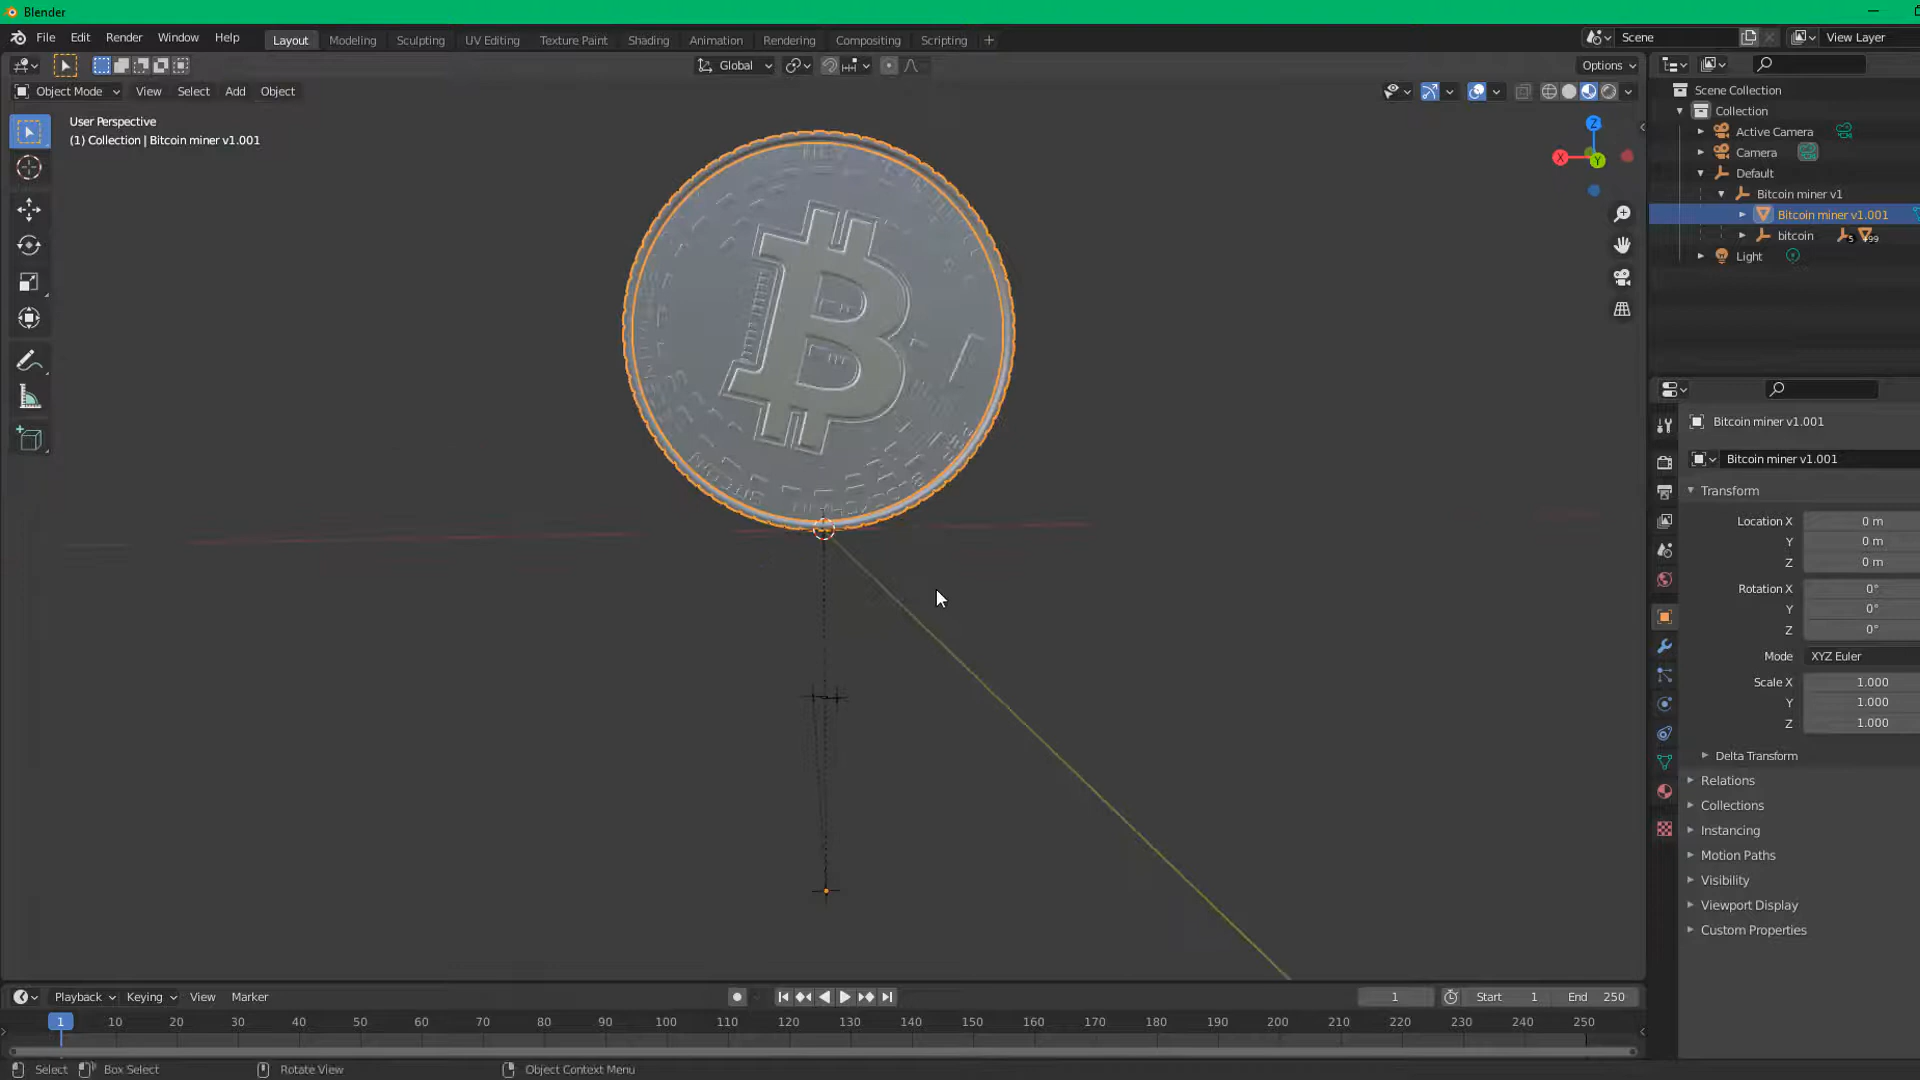 Blender
File Edit Render Window Help Layout Modeling Sculpting UV Editing Texture Paint Shading Animation Rendering Compositing Scripting + Scene View Layer
Global Options
Object Mode View Select Add Object
User Perspective
(1) Collection | Bitcoin miner v1.001
Z
X
Y
Scene Collection
Collection
Active Camera
Camera
Default
Bitcoin miner v1
Bitcoin miner v1.001
bitcoin 5 499
Light
Bitcoin miner v1.001
Bitcoin miner v1.001
Transform
Location X 0 m
Y 0 m
Z 0 m
Rotation X 0°
Y 0°
Z 0°
Mode XYZ Euler
Scale X 1.000
Y 1.000
Z 1.000
Delta Transform
Relations
Collections
Instancing
Motion Paths
Visibility
Viewport Display
Custom Properties
Playback Keying View Marker 1 Start 1 End 250
1 10 20 30 40 50 60 70 80 90 100 110 120 130 140 150 160 170 180 190 200 210 220 230 240 250
Select Box Select Rotate View Object Context Menu